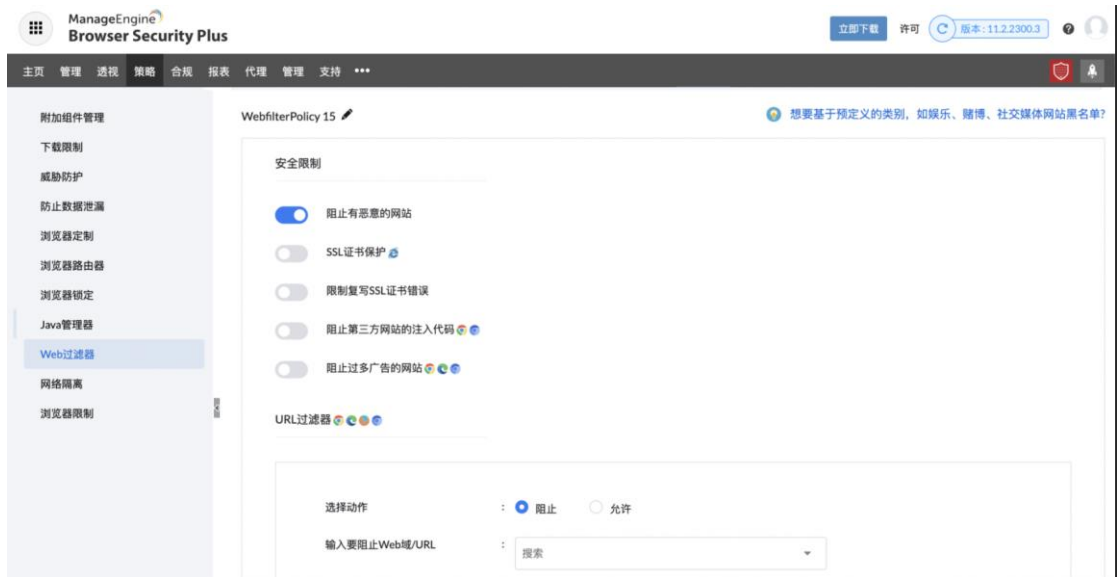 ManageEngine
Browser Security Plus
立即下载
许可
版本: 11.2.2300.3
主页 管理 透视 策略 合规 报表 代理 管理 支持
附加组件管理
下载限制
威胁防护
防止数据泄漏
浏览器定制
浏览器路由器
浏览器锁定
Java管理器
Web过滤器
网络隔离
浏览器限制
WebfilterPolicy 15
想要基于预定义的类别, 如娱乐、赌博、社交媒体网站黑名单?
安全限制
阻止有恶意的网站
SSL证书保护
限制复写SSL证书错误
阻止第三方网站的注入代码
阻止过多广告的网站
URL过滤器
选择动作 : 阻止 允许
输入要阻止Web域/URL : 搜索